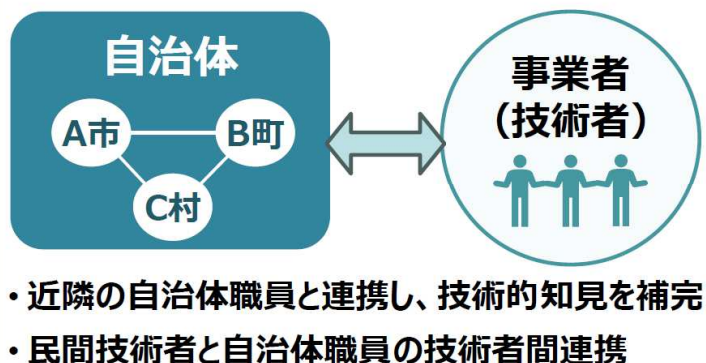 自治体
A市
B町
C村
事業者
（技術者）
・近隣の自治体職員と連携し、技術的知見を補完
・民間技術者と自治体職員の技術者間連携